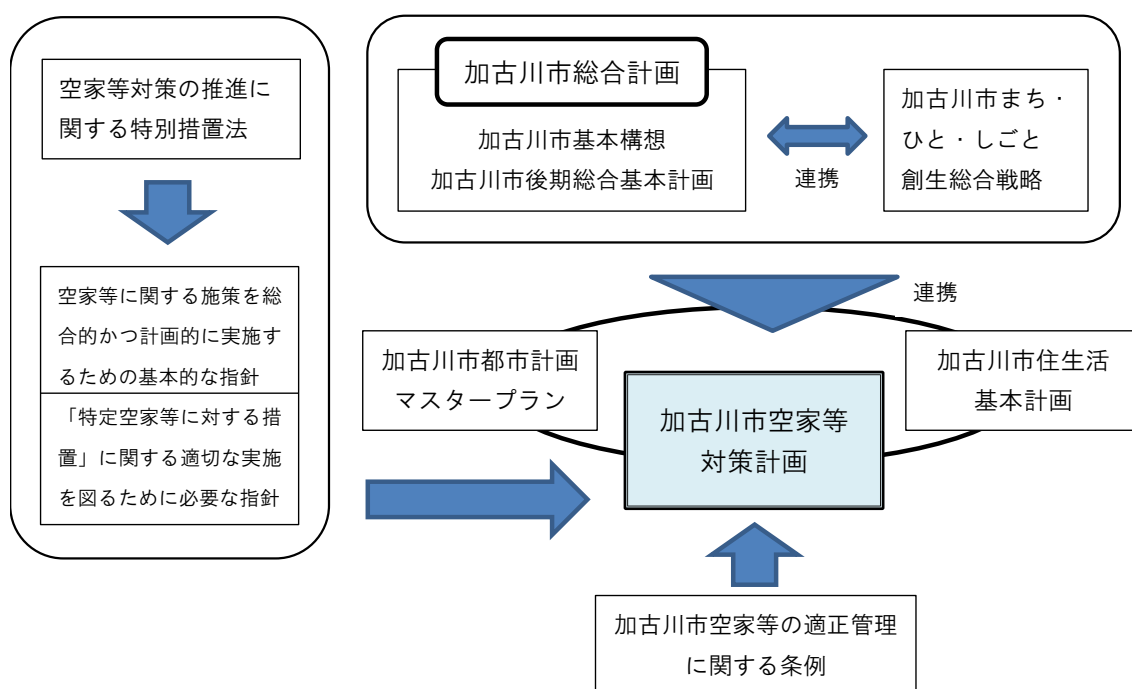 空家等対策の推進に
関する特別措置法
空家等に関する施策を総
合的かつ計画的に実施す
るための基本的な指針
「特定空家等に対する措
置」に関する適切な実施
を図るために必要な指針
加古川市総合計画
加古川市基本構想
加古川市後期総合基本計画
連携
加古川市まち・
ひと・しごと
創生総合戦略
連携
加古川市都市計画
マスタープラン
加古川市空家等
対策計画
加古川市住生活
基本計画
加古川市空家等の適正管理
に関する条例